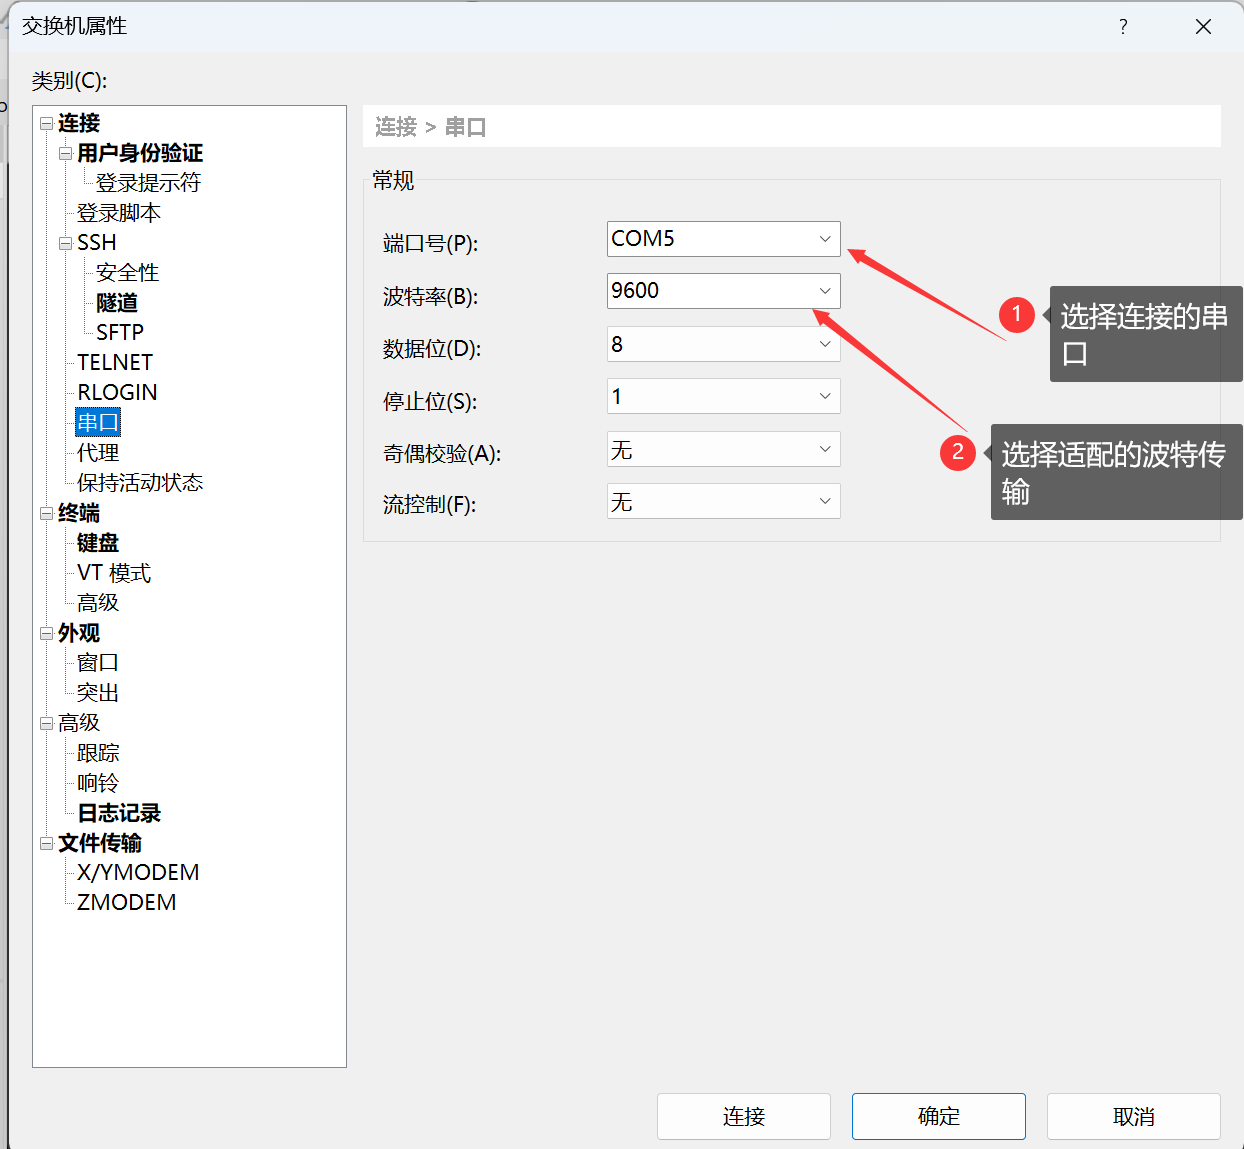 交换机属性
?
类别(C):
连接
用户身份验证
登录提示符
登录脚本
SSH
安全性
隧道
SFTP
TELNET
RLOGIN
串口
代理
保持活动状态
终端
键盘
VT 模式
高级
外观
窗口
突出
高级
跟踪
响铃
日志记录
文件传输
X/YMODEM
ZMODEM
连接 > 串口
常规
端口号(P):
COM5
波特率(B):
9600
数据位(D):
8
停止位(S):
1
奇偶校验(A):
无
流控制(F):
无
1
选择连接的串
口
2
选择适配的波特传
输
连接
确定
取消